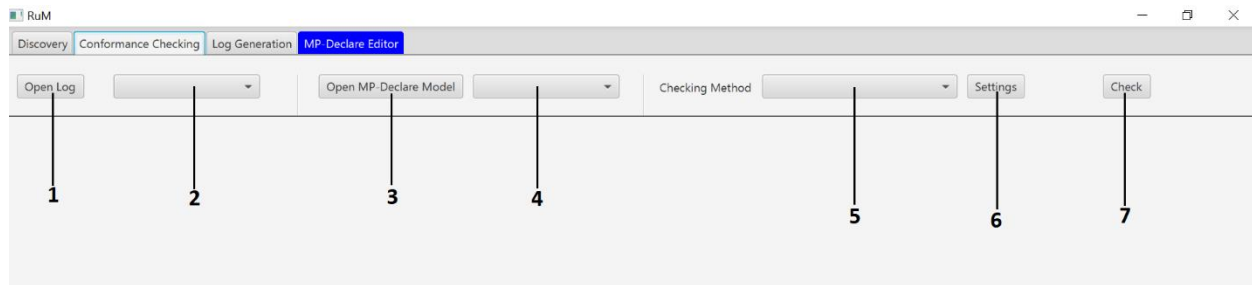 RuM
Discovery Conformance Checking Log Generation MP-Declare Editor
Open Log Open MP-Declare Model Checking Method Settings Check
1 2 3 4 5 6 7